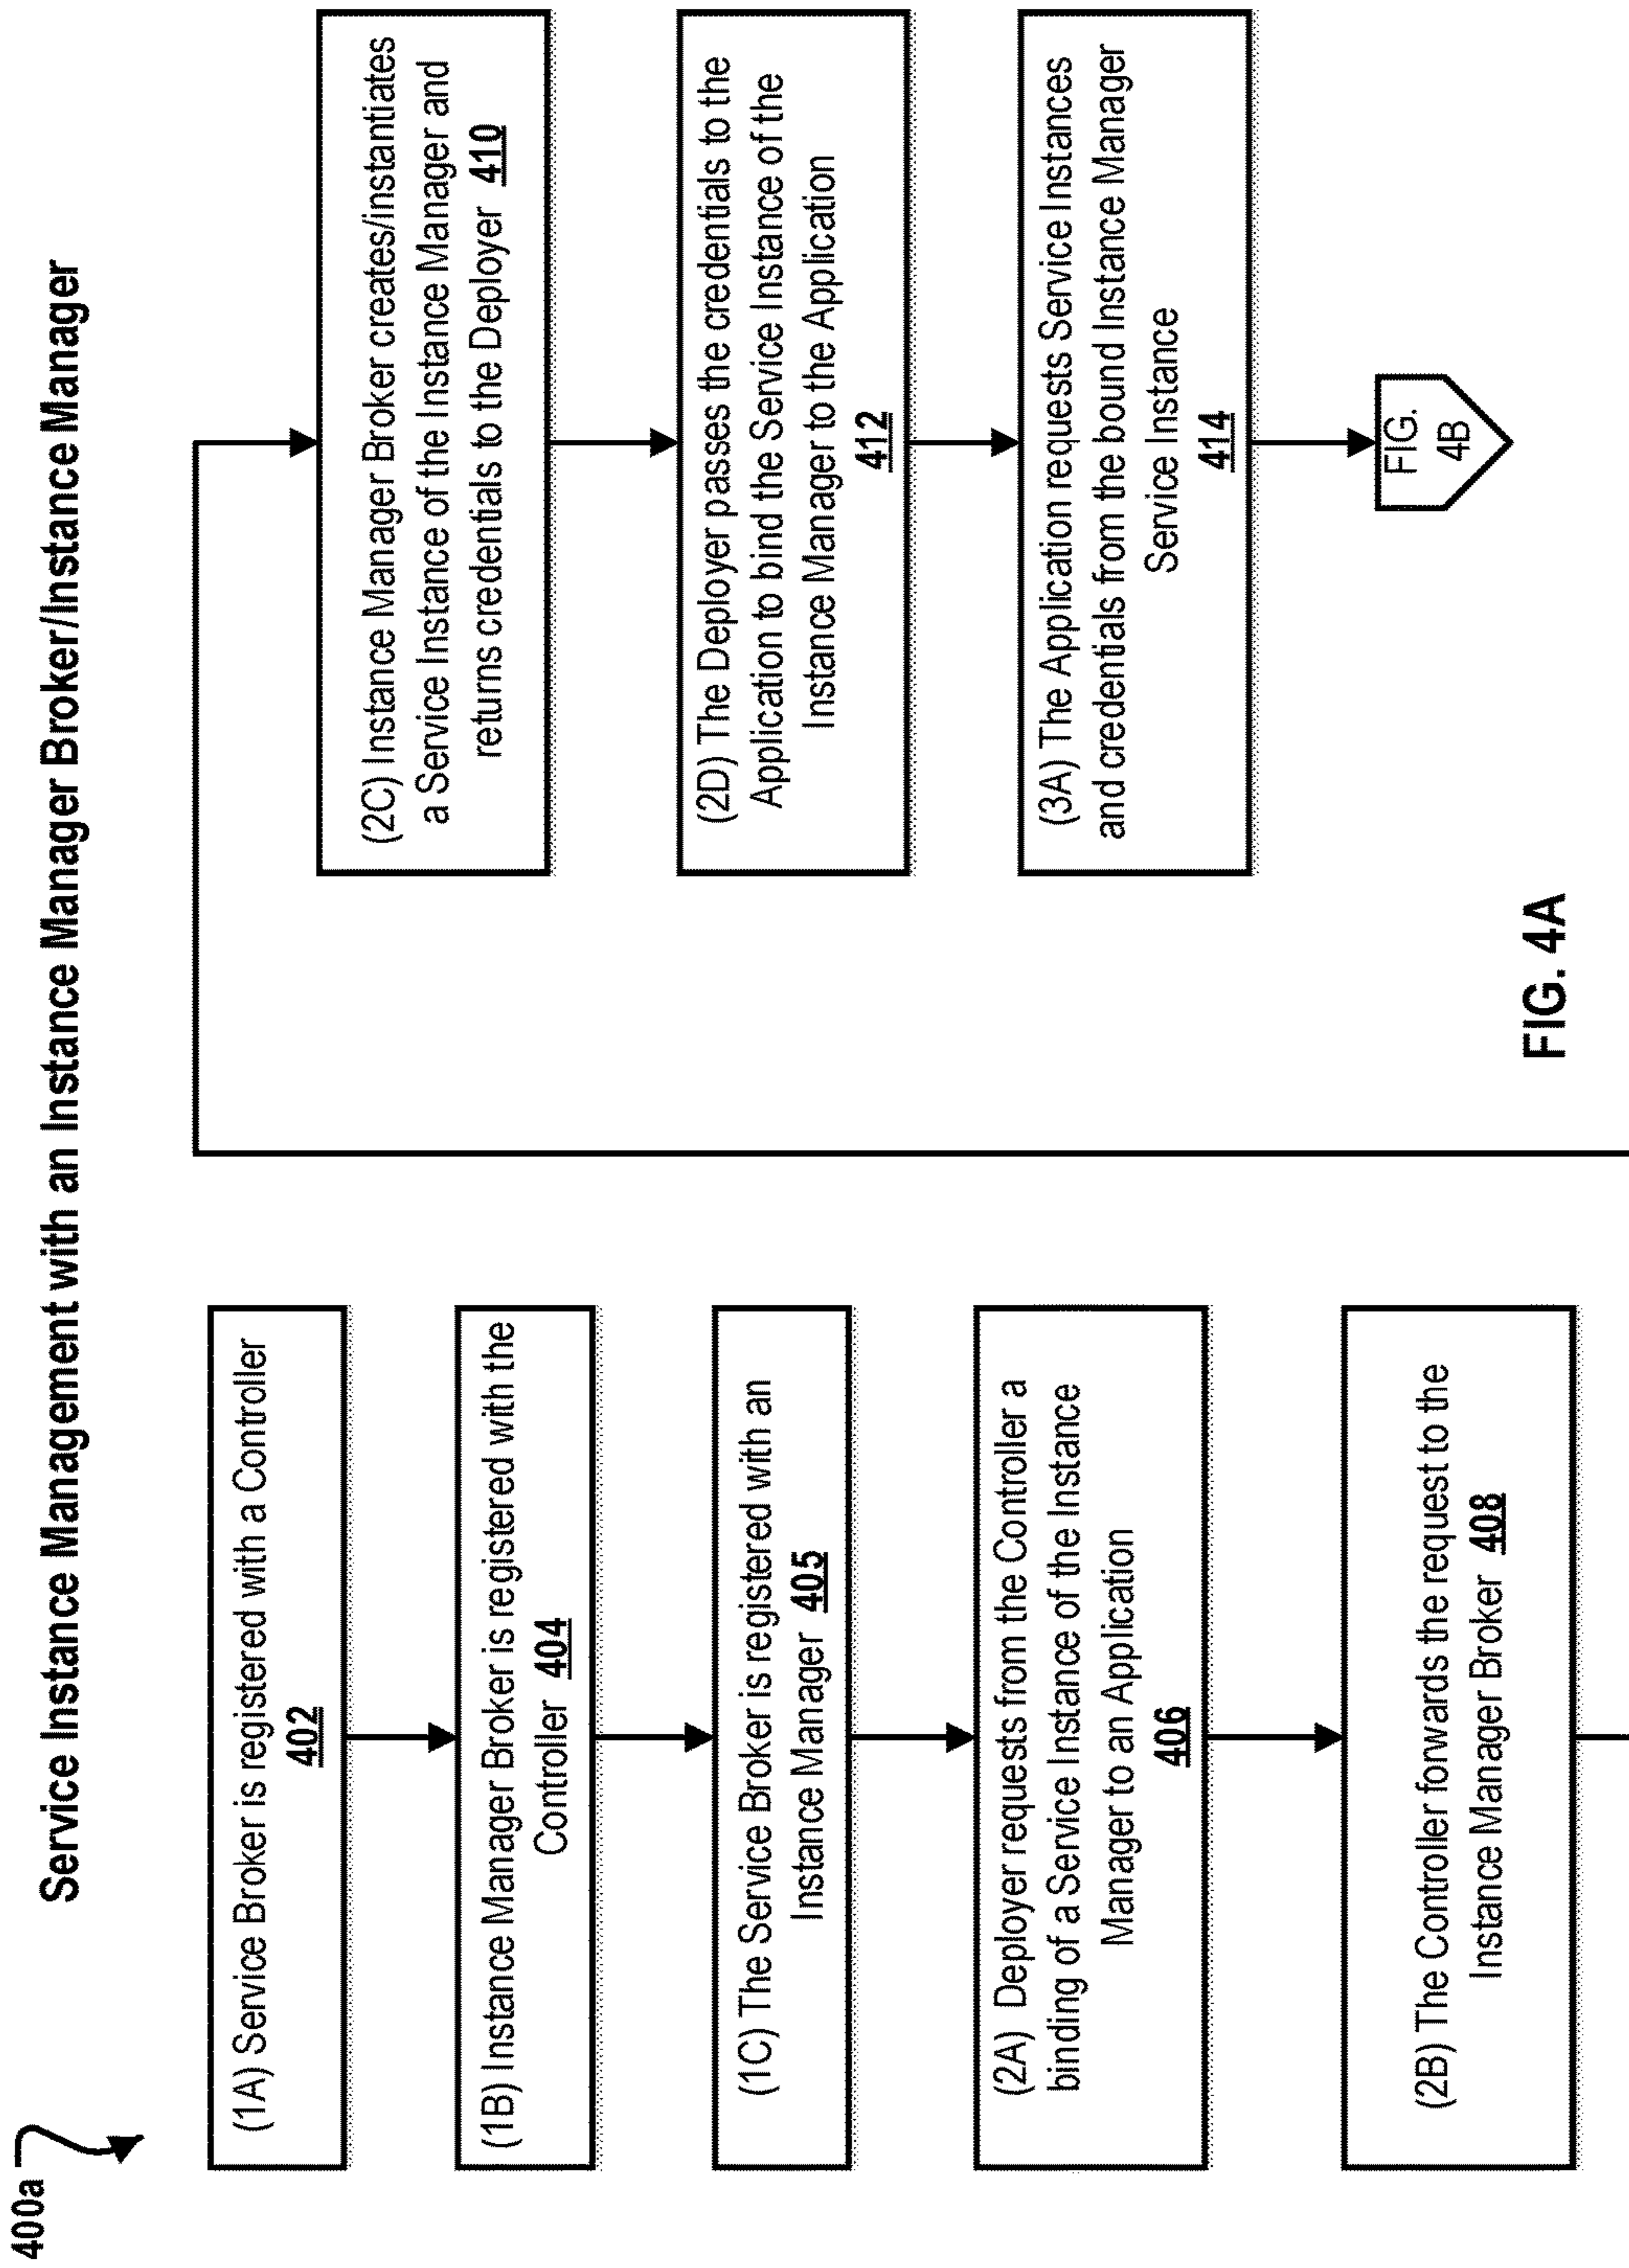 400a
Service Instance Management with an Instance Manager Broker/Instance Manager
(1A) Service Broker is registered with a Controller
402
(1B) Instance Manager Broker is registered with the
Controller 404
(1C) The Service Broker is registered with an
Instance Manager 405
(2A) Deployer requests from the Controller a
binding of a Service Instance of the Instance
Manager to an Application
406
(2B) The Controller forwards the request to the
Instance Manager Broker 408
(2C) Instance Manager Broker creates/instantiates
a Service Instance of the Instance Manager and
returns credentials to the Deployer 410
(2D) The Deployer passes the credentials to the
Application to bind the Service Instance of the
Instance Manager to the Application
412
(3A) The Application requests Service Instances
and credentials from the bound Instance Manager
Service Instance
414
FIG.
4B
FIG. 4A